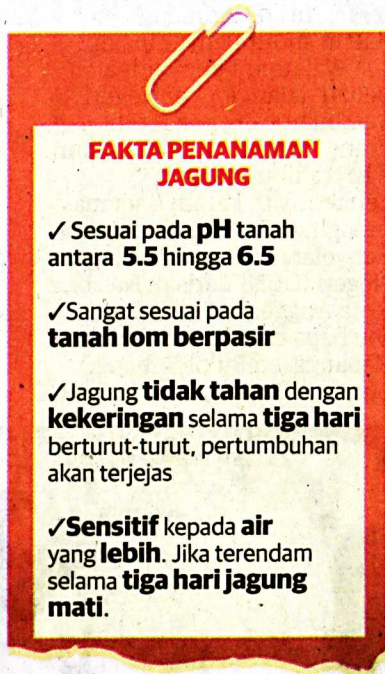 FAKTA PENANAMAN
JAGUNG
✓ Sesuai pada pH tanah
antara 5.5 hingga 6.5
✓Sangat sesuai pada
tanah lom berpasir
✓Jagung tidak tahan dengan
kekeringan selama tiga hari
berturut-turut, pertumbuhan
akan terjejas
✓Sensitif kepada air
yang lebih. Jika terendam
selama tiga hari jagung
mati.